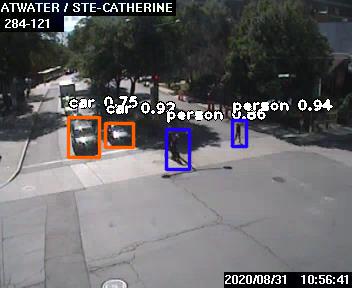 ATWATER / STE-CATHERINE
284-121
car 0.75
car 0.92
person 0.94
person 0.86
2020/08/31 10:56:41